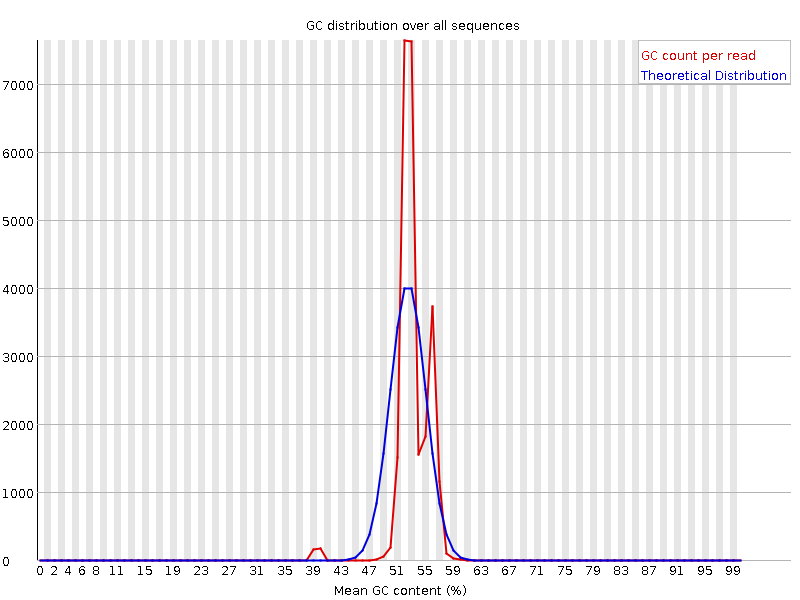 GC distribution over all sequences
GC count per read
Theoretical Distribution
7000
6000
5000
4000
3000
2000
1000
0
0 2 4 6 8 11 15 19 23 27 31 35 39 43 47 51 55 59 63 67 71 75 79 83 87 91 95 99
Mean GC content (%)